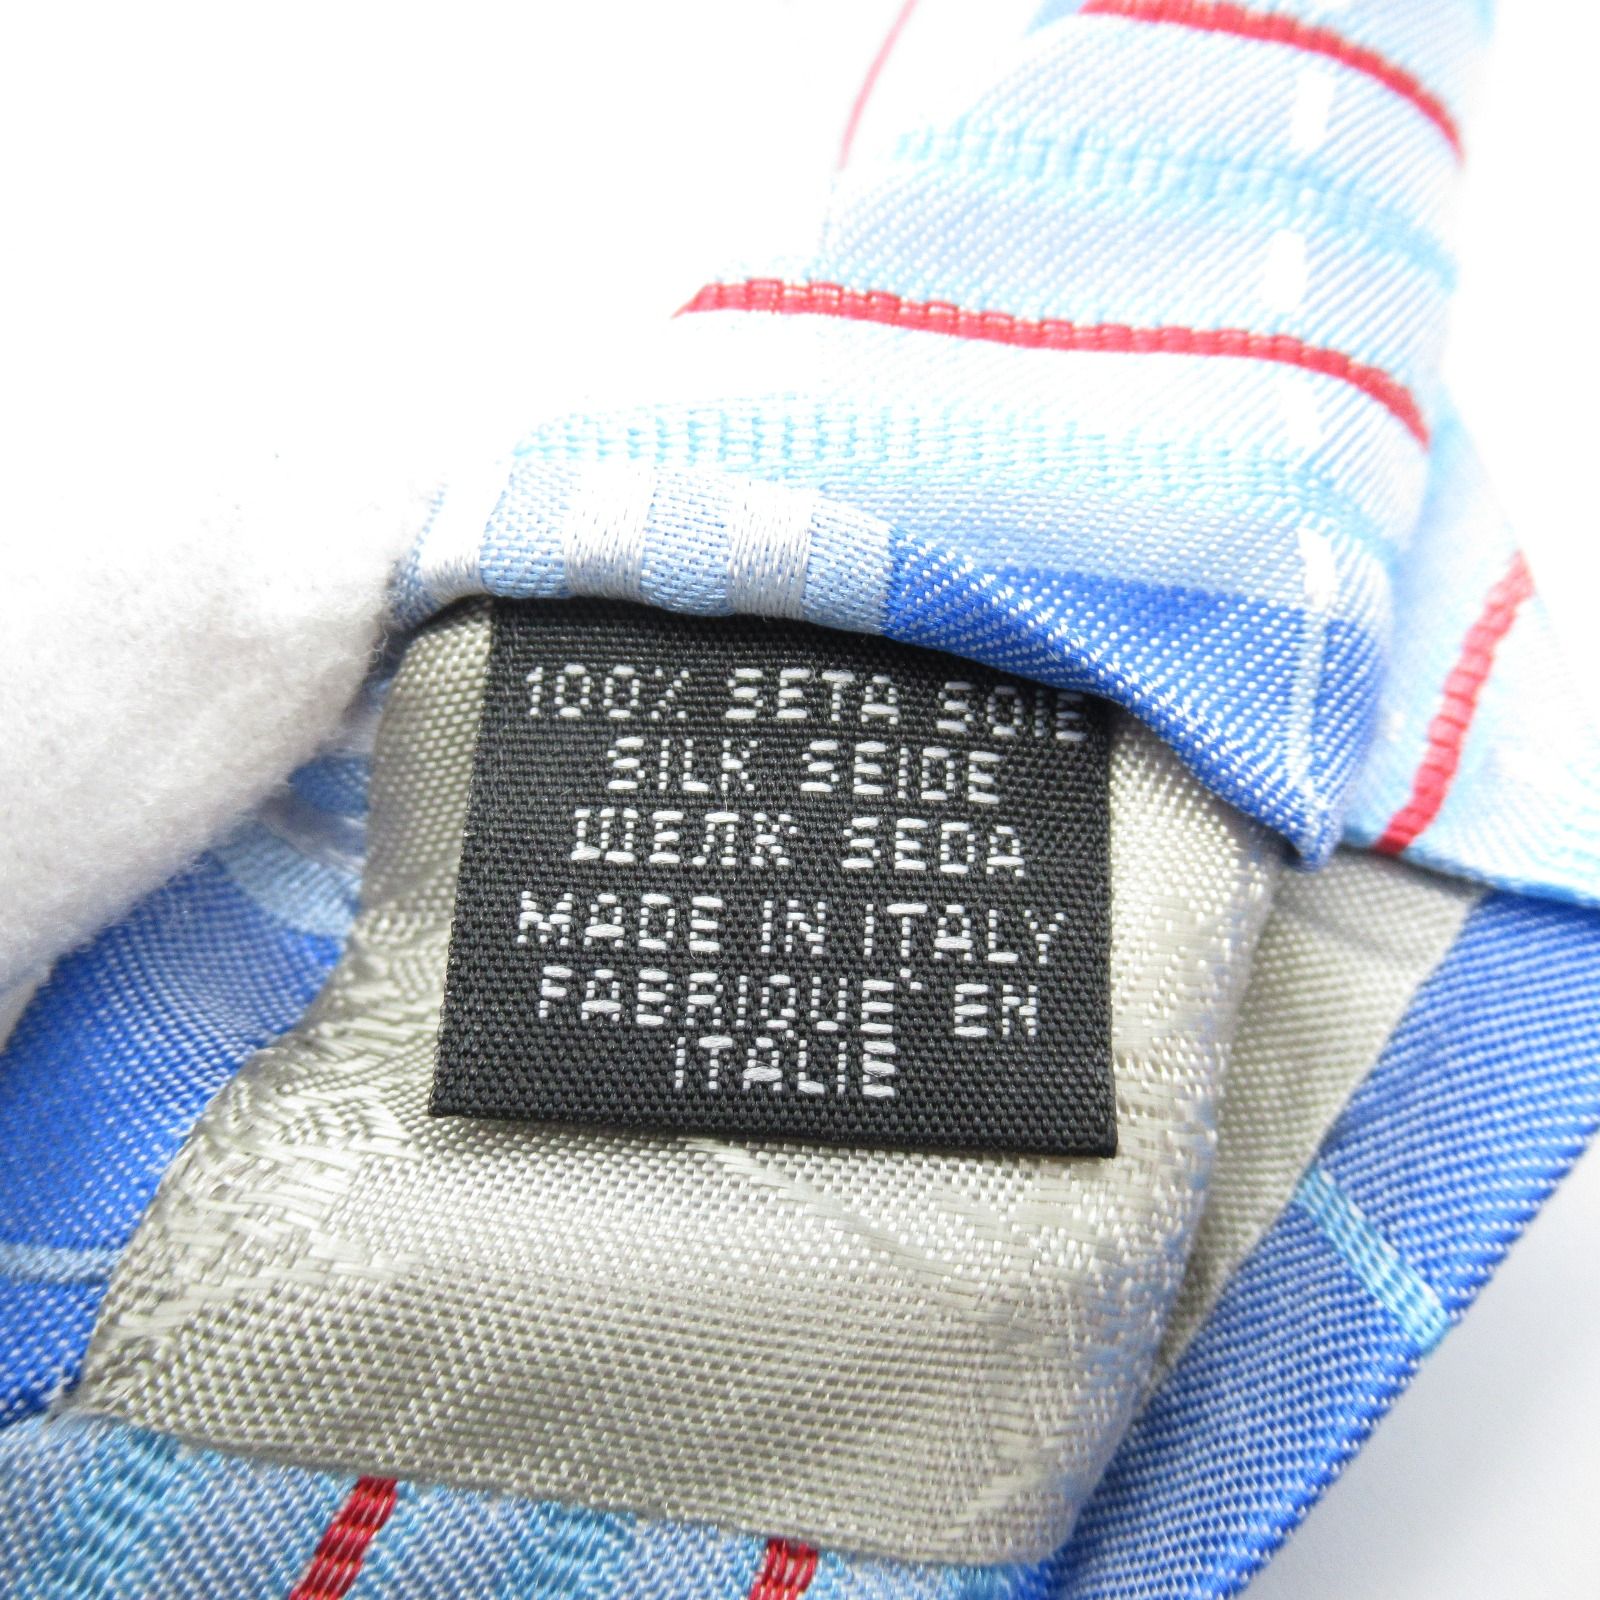 100% SETA SOIE
SILK SEIDE
ШЕЛК SEDA
MADE IN ITALY
FABRIQUE' EN
ITALIE